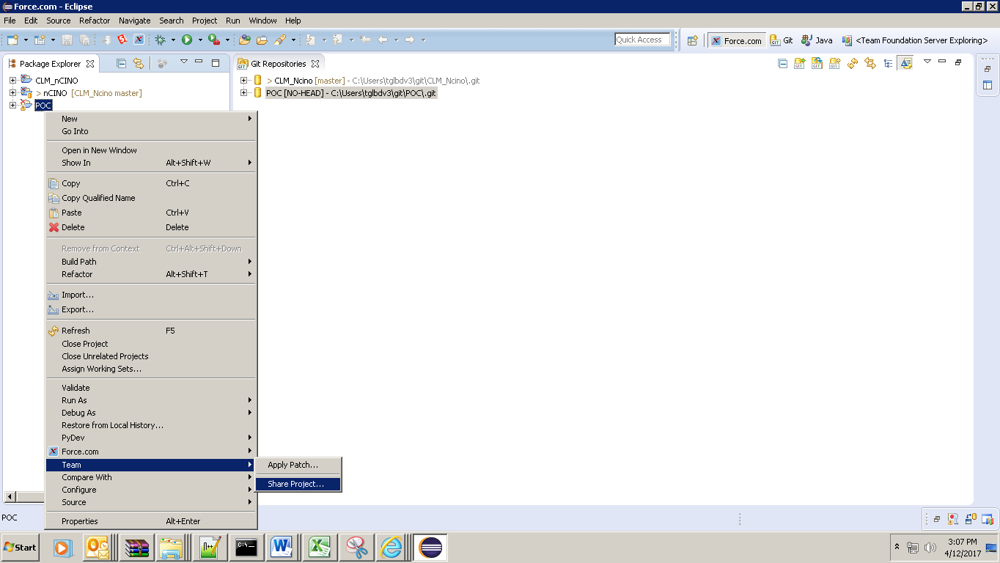 Force.com - Eclipse
File Edit Source Refactor Navigate Search Project Run Window Help
Quick Access Force.com Git Java <Team Foundation Server Exploring>
Package Explorer Git Repositories
CLM_nCINO
> nCINO [CLM_Ncino master]
POC
> CLM_Ncino [master] - C:\Users\tglbdv3\git\CLM_Ncino\.git
POC [NO-HEAD] - C:\Users\tglbdv3\git\POC\.git
New
Go Into
Open in New Window
Show In Alt+Shift+W
Copy Ctrl+C
Copy Qualified Name
Paste Ctrl+V
Delete Delete
Remove from Context Ctrl+Alt+Shift+Down
Build Path
Refactor Alt+Shift+T
Import...
Export...
Refresh F5
Close Project
Close Unrelated Projects
Assign Working Sets...
Validate
Run As
Debug As
Restore from Local History...
PyDev
Force.com
Team
Compare With
Configure
Source
Properties Alt+Enter
Apply Patch...
Share Project...
POC
Start
3:07 PM
4/12/2017